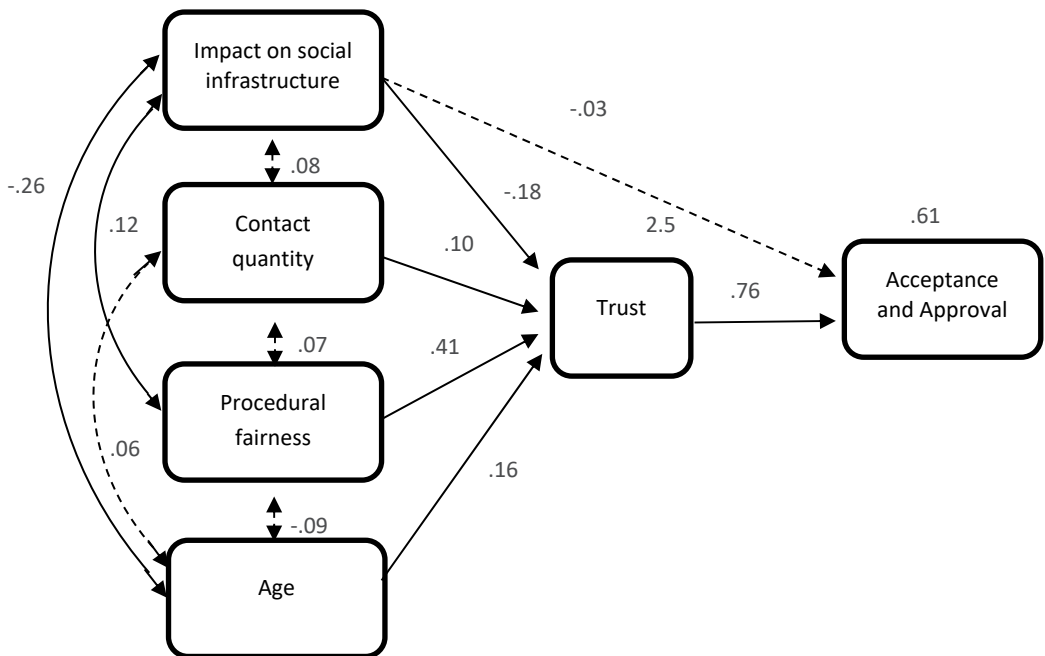 Impact on social
infrastructure
-.03
-.26
.08
-.18
.12
Contact
quantity
.10
2.5
.61
Acceptance
and Approval
Trust
.76
.07
.41
Procedural
fairness
.06
.16
-.09
Age